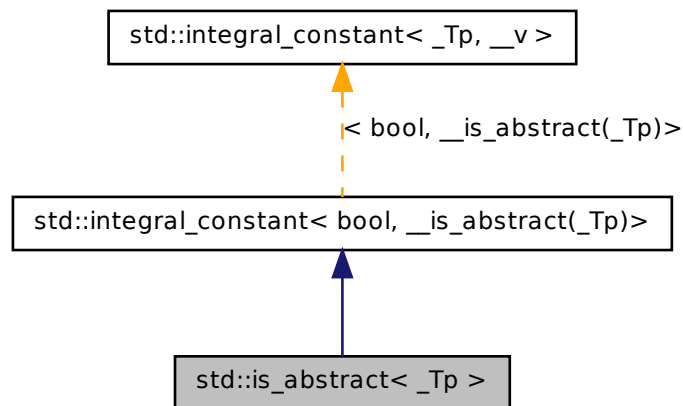 std::integral_constant< _Tp, __v >
< bool, __is_abstract(_Tp)>
std::integral_constant< bool, __is_abstract(_Tp)>
std::is_abstract< _Tp >